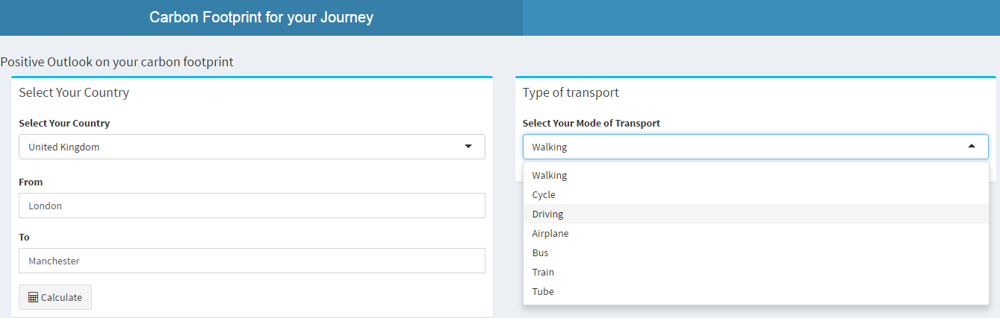 Carbon Footprint for your Journey
Positive Outlook on your carbon footprint
Select Your Country
Select Your Country
United Kingdom
From
London
To
Manchester
Calculate
Type of transport
Select Your Mode of Transport
Walking
Walking
Cycle
Driving
Airplane
Bus
Train
Tube